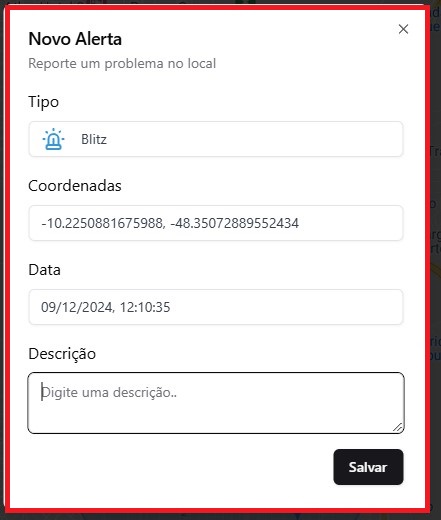 Novo Alerta
Reporte um problema no local
Tipo
Blitz
Coordenadas
-10.2250881675988, -48.35072889552434
Data
09/12/2024, 12:10:35
Descrição
Digite uma descrição..
Salvar